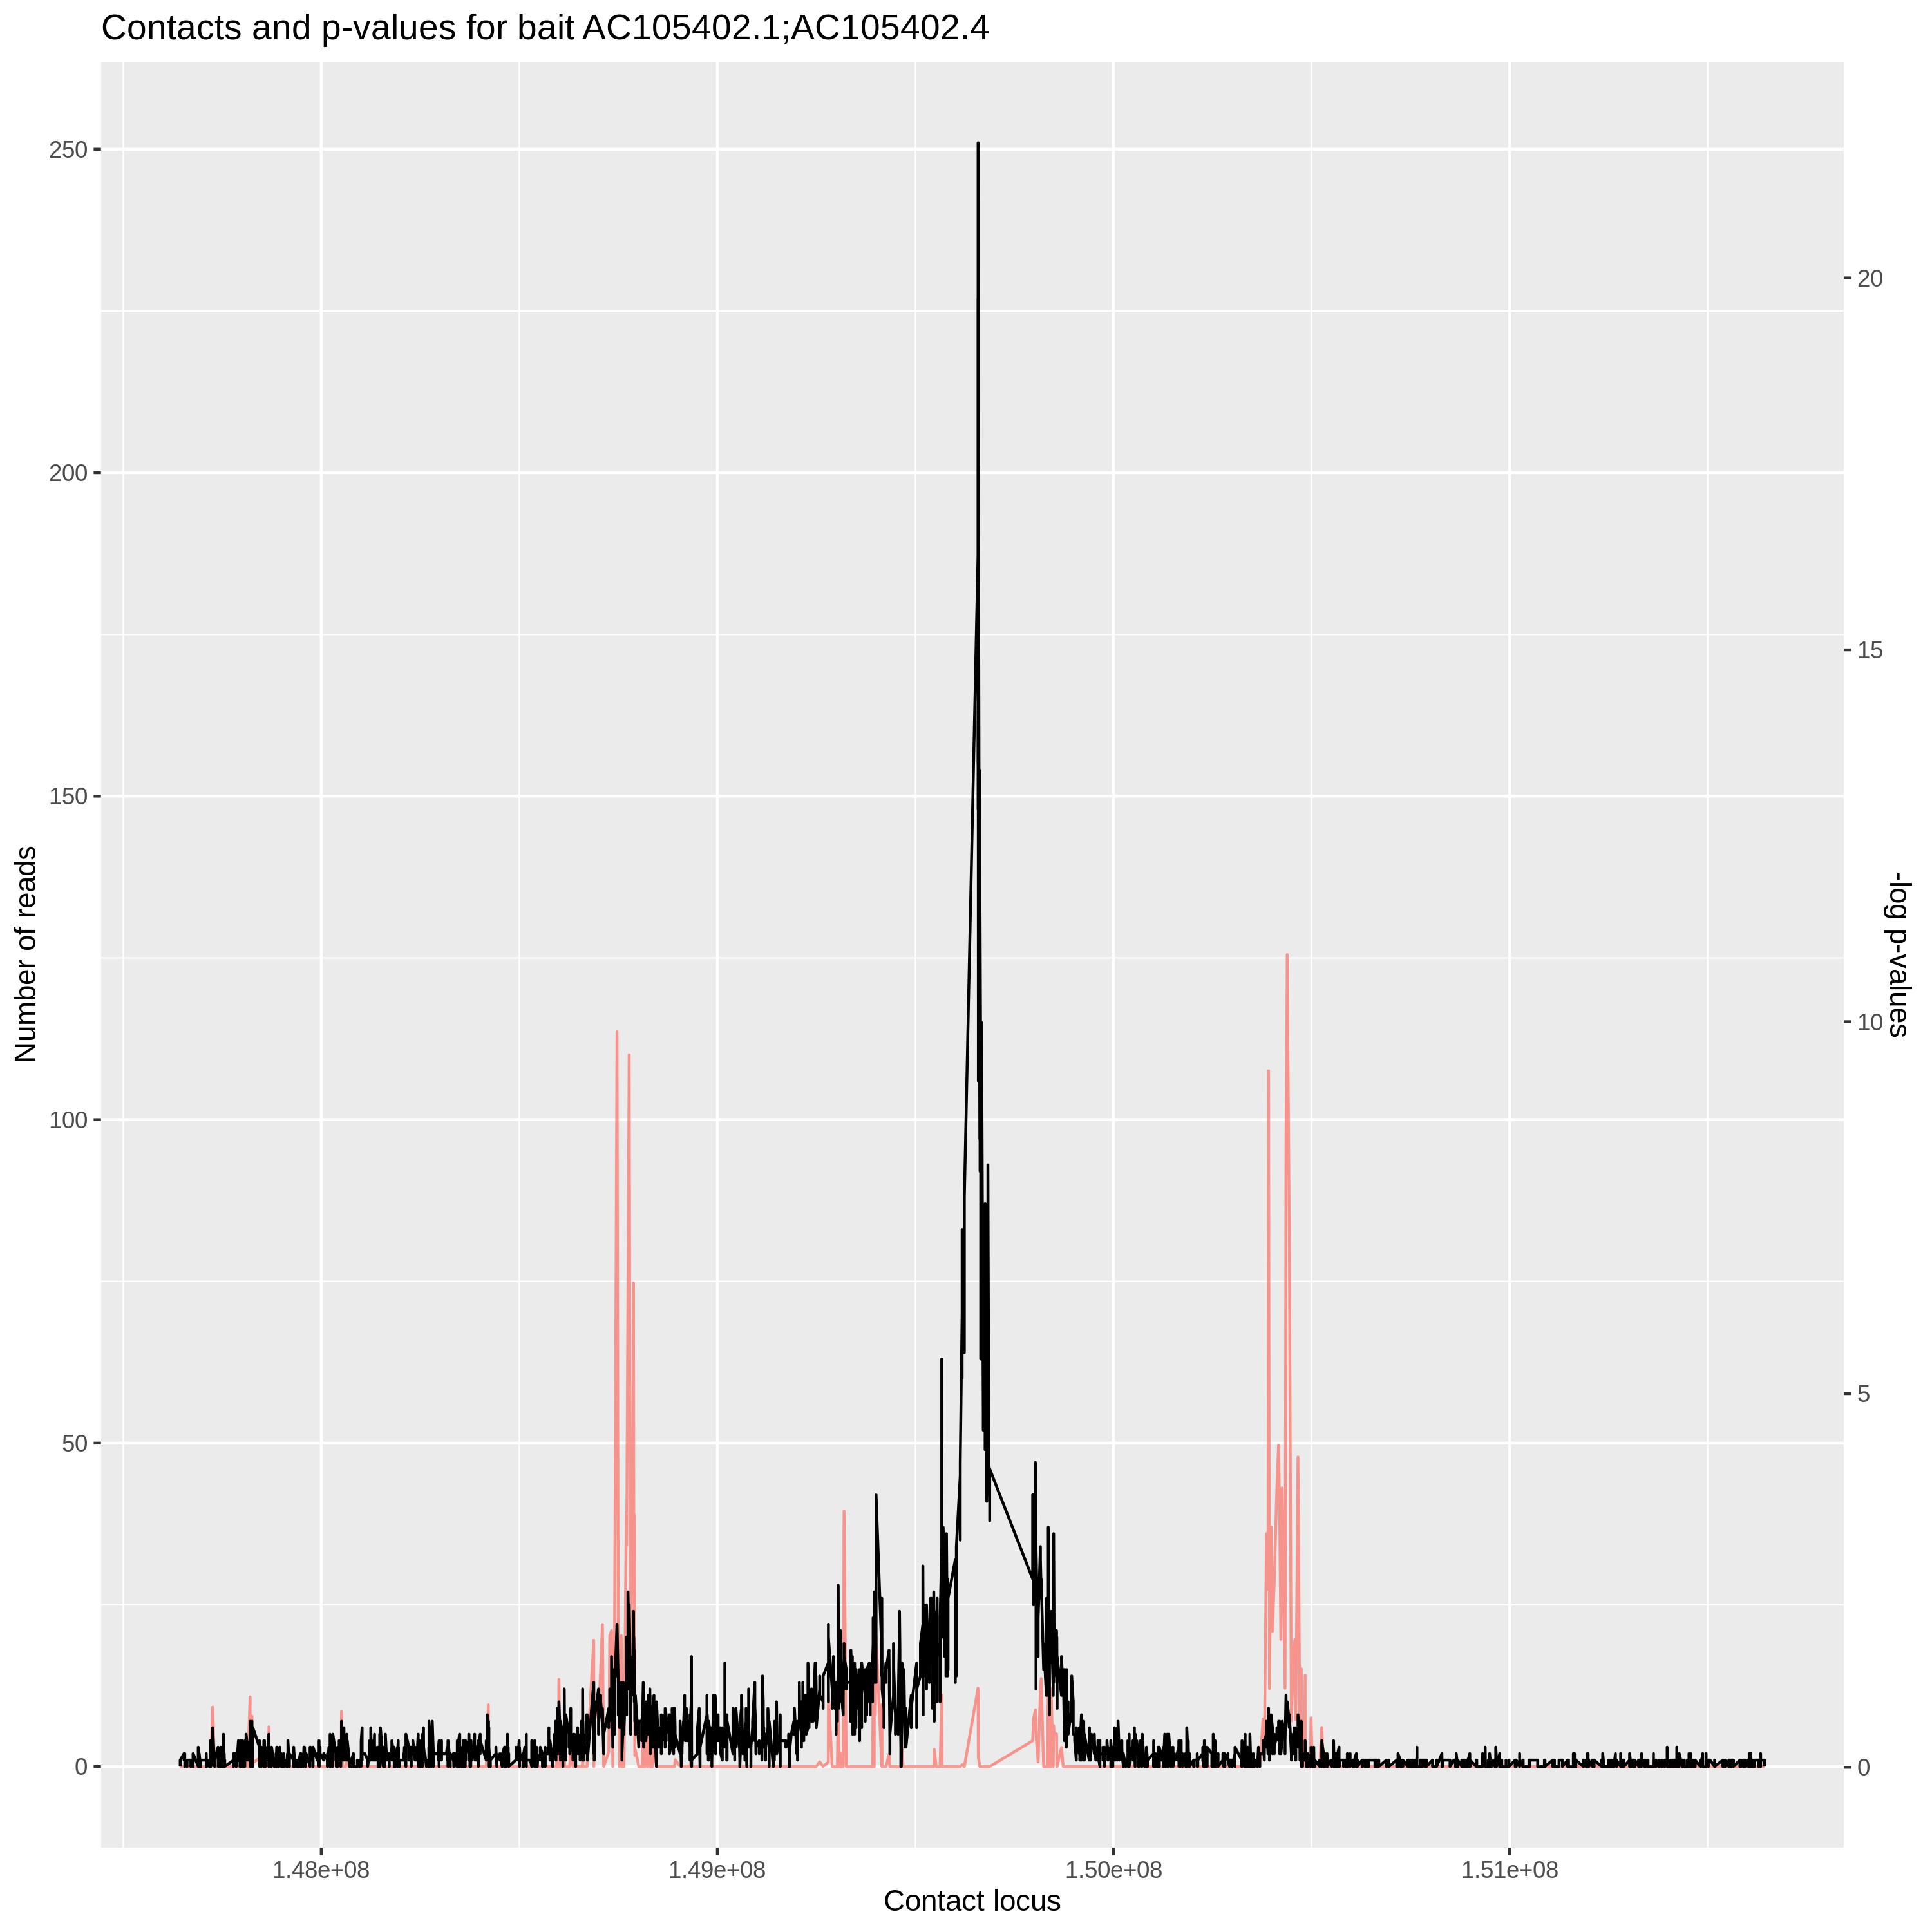 Contacts and p-values for bait AC105402.1;AC105402.4
250
200
150
100
50
0
Number of reads
20
15
10
5
0
-log p-values
1.48e+08
1.49e+08
1.50e+08
1.51e+08
Contact locus